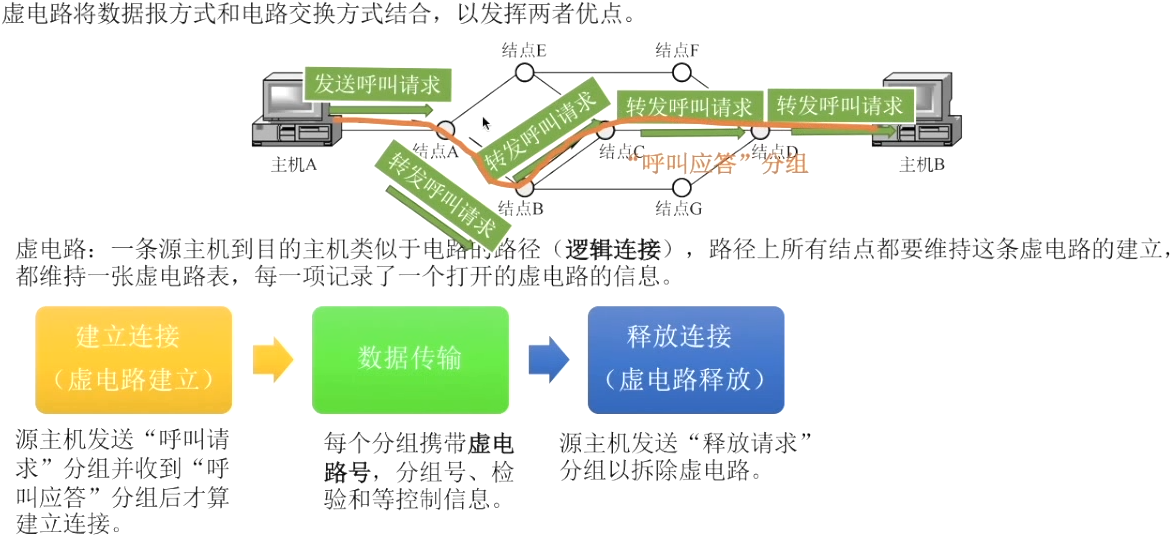 虚电路将数据报方式和电路交换方式结合，以发挥两者优点。
结点E
结点F
发送呼叫请求
转发呼叫请求
转发呼叫请求
转发呼叫请求
转发呼叫请求
结点A
结点C
结点D
主机A
主机B
“呼叫应答”分组
结点B
结点G
虚电路：一条源主机到目的主机类似于电路的路径（逻辑连接），路径上所有结点都要维持这条虚电路的建立，
都维持一张虚电路表，每一项记录了一个打开的虚电路的信息。
建立连接
（虚电路建立）
数据传输
释放连接
（虚电路释放）
源主机发送“呼叫请
求”分组并收到“呼
叫应答”分组后才算
建立连接。
每个分组携带虚电
路号，分组号、检
验和等控制信息。
源主机发送“释放请求”
分组以拆除虚电路。